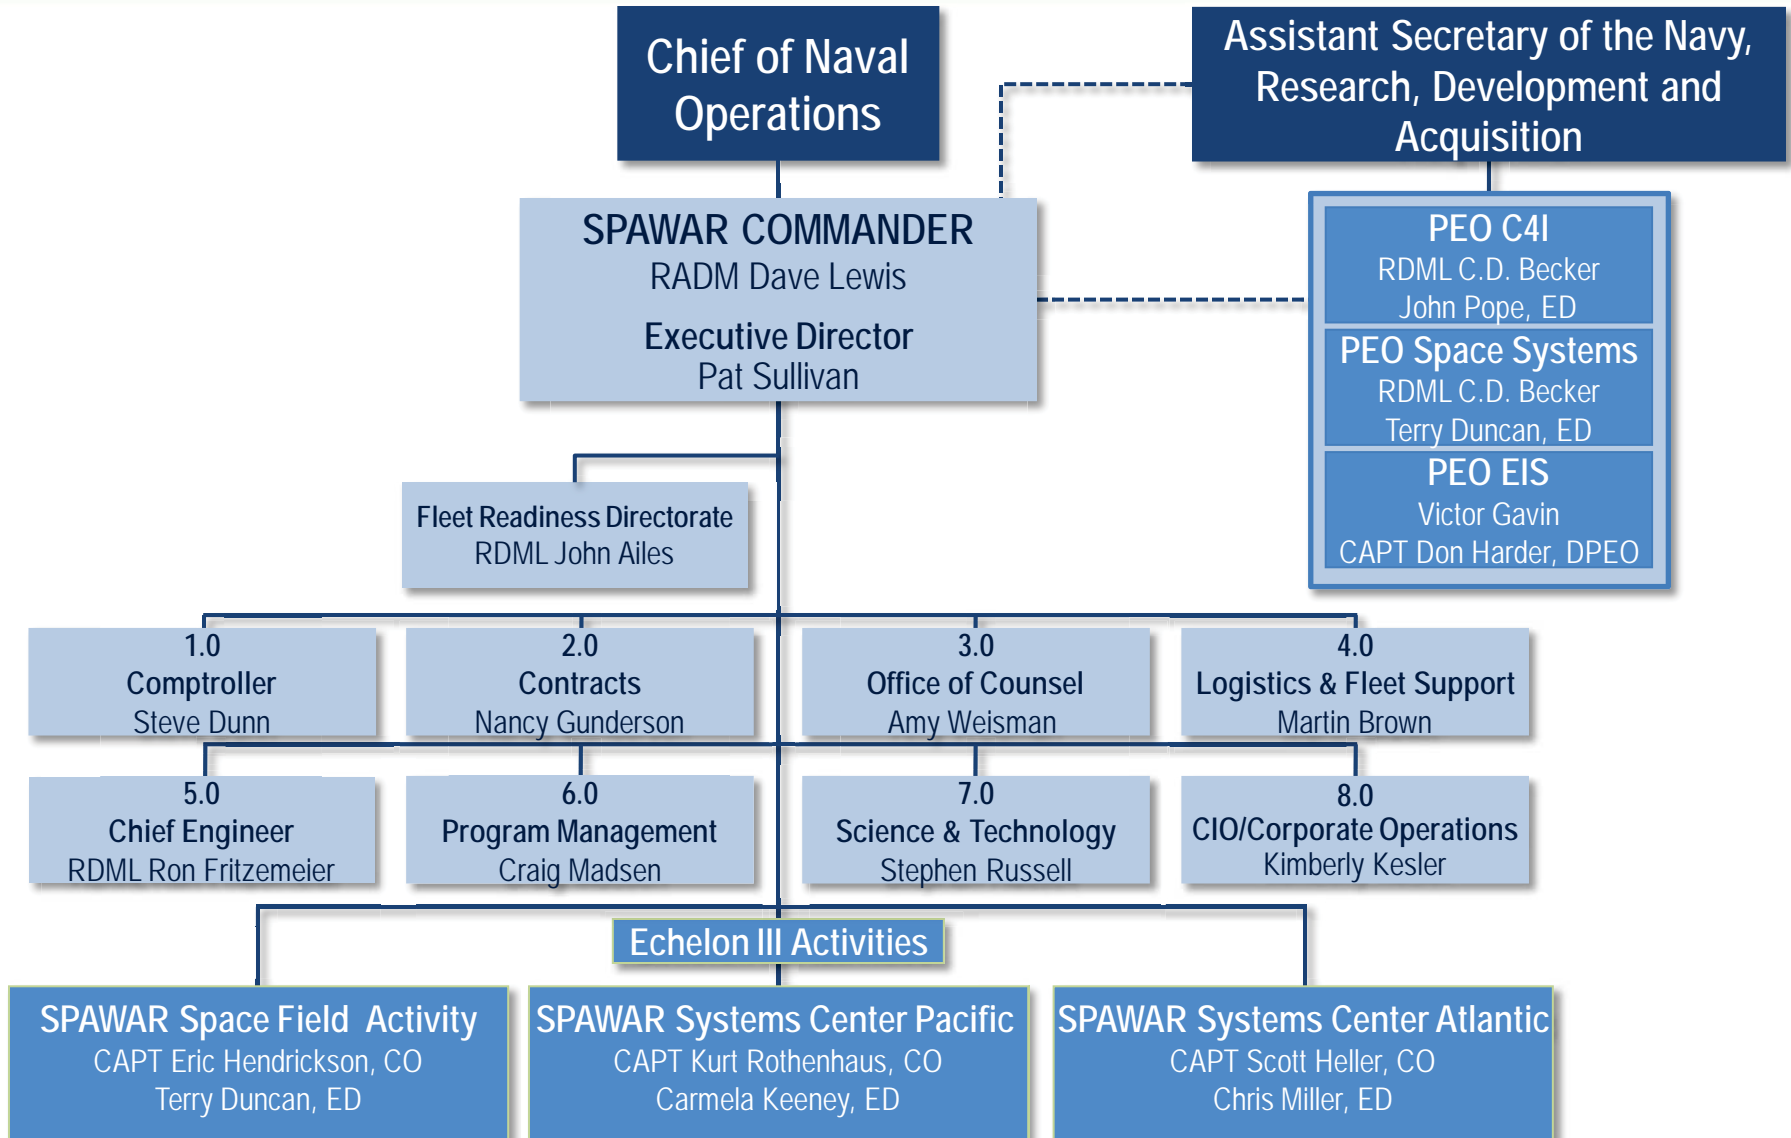 Chief of Naval
Operations
Assistant Secretary of the Navy,
Research, Development and
Acquisition
SPAWAR COMMANDER
RADM Dave Lewis
Executive Director
Pat Sullivan
PEO C4I
RDML C.D. Becker
John Pope, ED
PEO Space Systems
RDML C.D. Becker
Terry Duncan, ED
PEO EIS
Victor Gavin
CAPT Don Harder, DPEO
Fleet Readiness Directorate
RDML John Ailes
1.0
Comptroller
Steve Dunn
2.0
Contracts
Nancy Gunderson
3.0
Office of Counsel
Amy Weisman
4.0
Logistics & Fleet Support
Martin Brown
5.0
Chief Engineer
RDML Ron Fritzemeier
6.0
Program Management
Craig Madsen
7.0
Science & Technology
Stephen Russell
8.0
CIO/Corporate Operations
Kimberly Kesler
Echelon III Activities
SPAWAR Space Field Activity
CAPT Eric Hendrickson, CO
Terry Duncan, ED
SPAWAR Systems Center Pacific
CAPT Kurt Rothenhaus, CO
Carmela Keeney, ED
SPAWAR Systems Center Atlantic
CAPT Scott Heller, CO
Chris Miller, ED